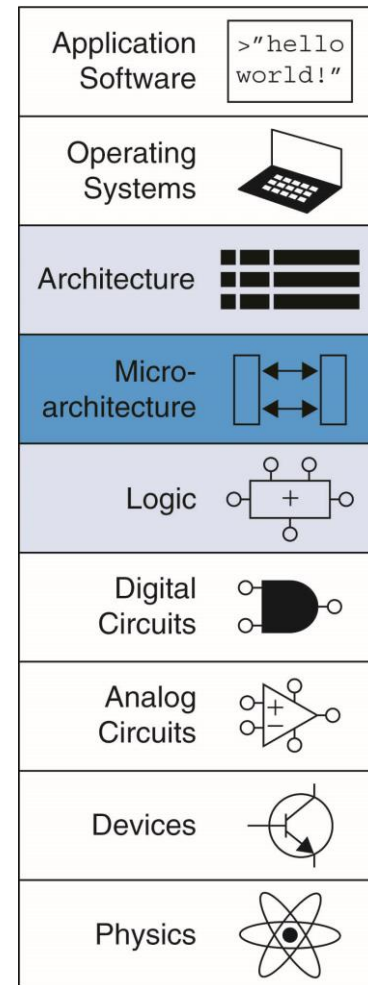 Application
Software
>"hello
world!"
Operating
Systems
Architecture
Micro-
architecture
Logic
+
Digital
Circuits
Analog
Circuits
+
−
Devices
Physics